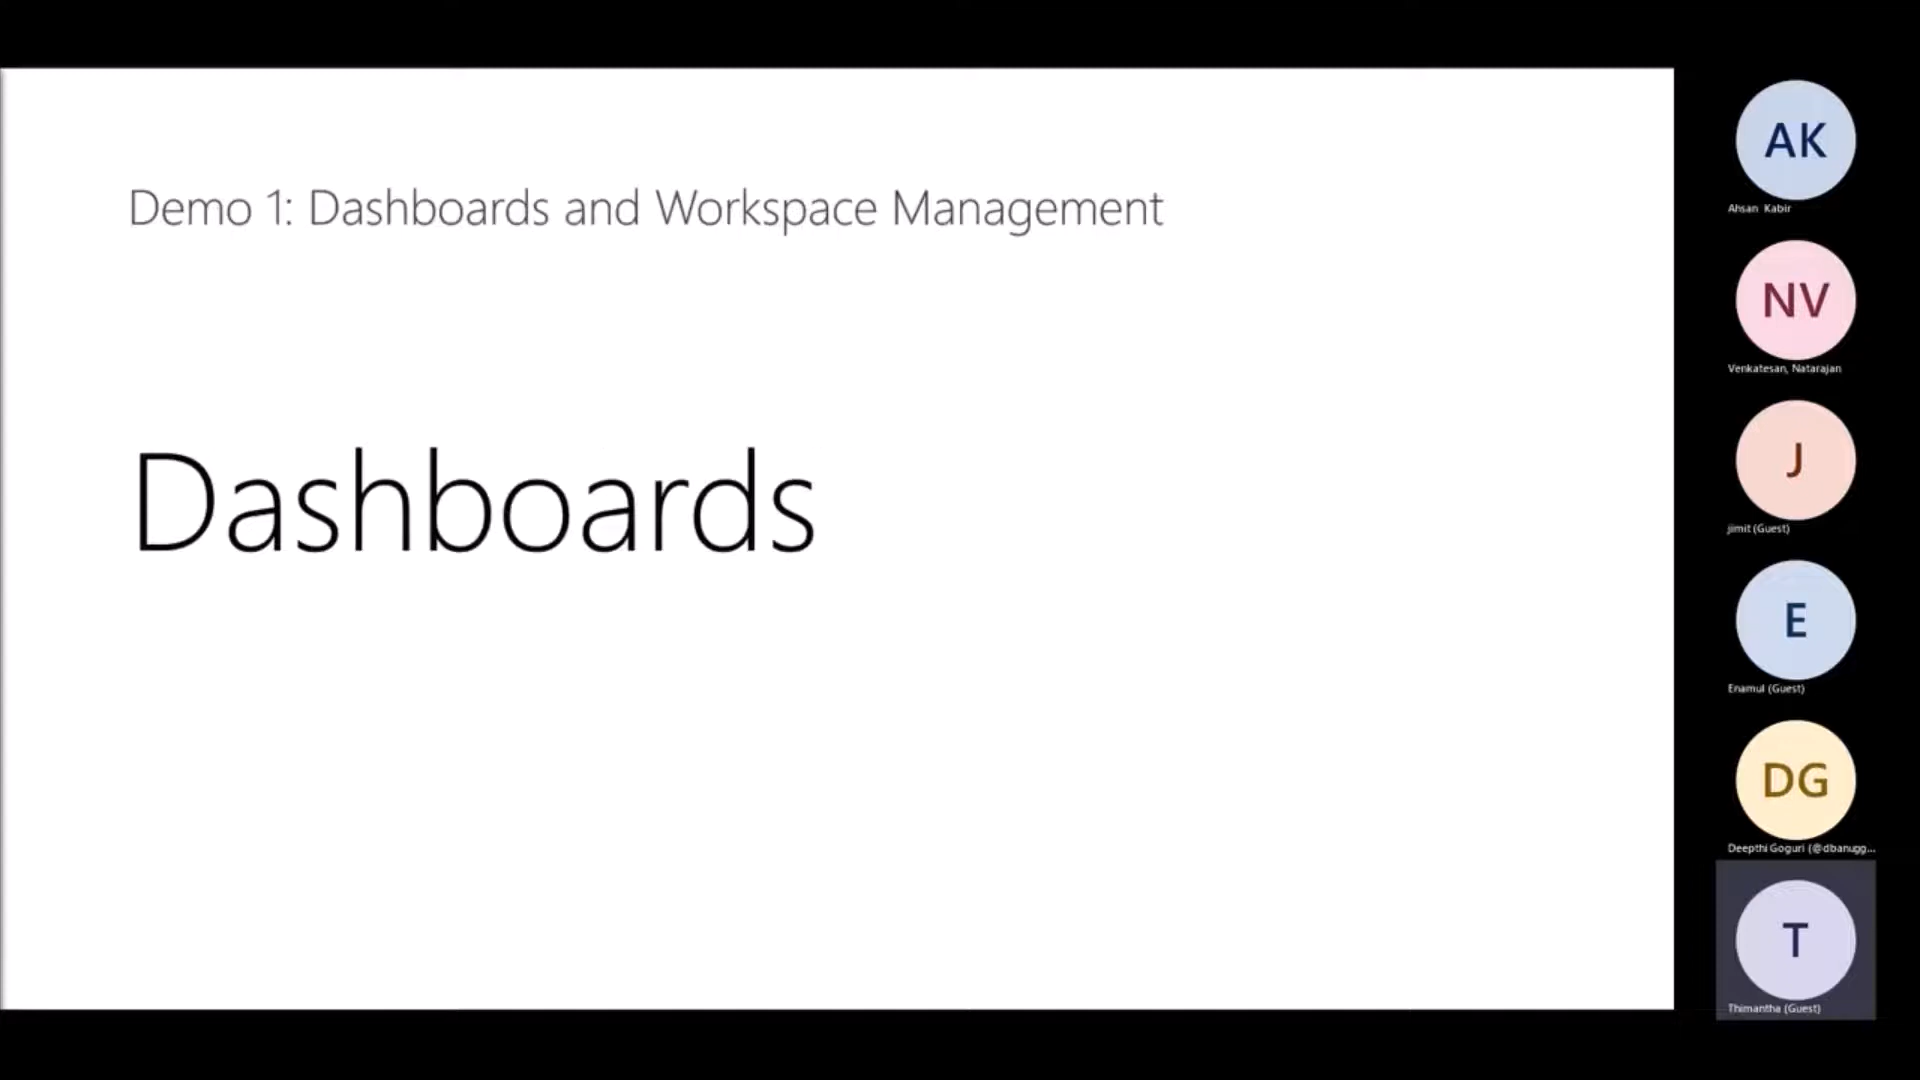 Demo 1: Dashboards and Workspace Management
Dashboards
AK
Ahsan Kabir
NV
Venkatesan, Natarajan
J
jimit (Guest)
E
Enamul (Guest)
DG
Deepthi Goguri (@dbanugg...
T
Thimantha (Guest)